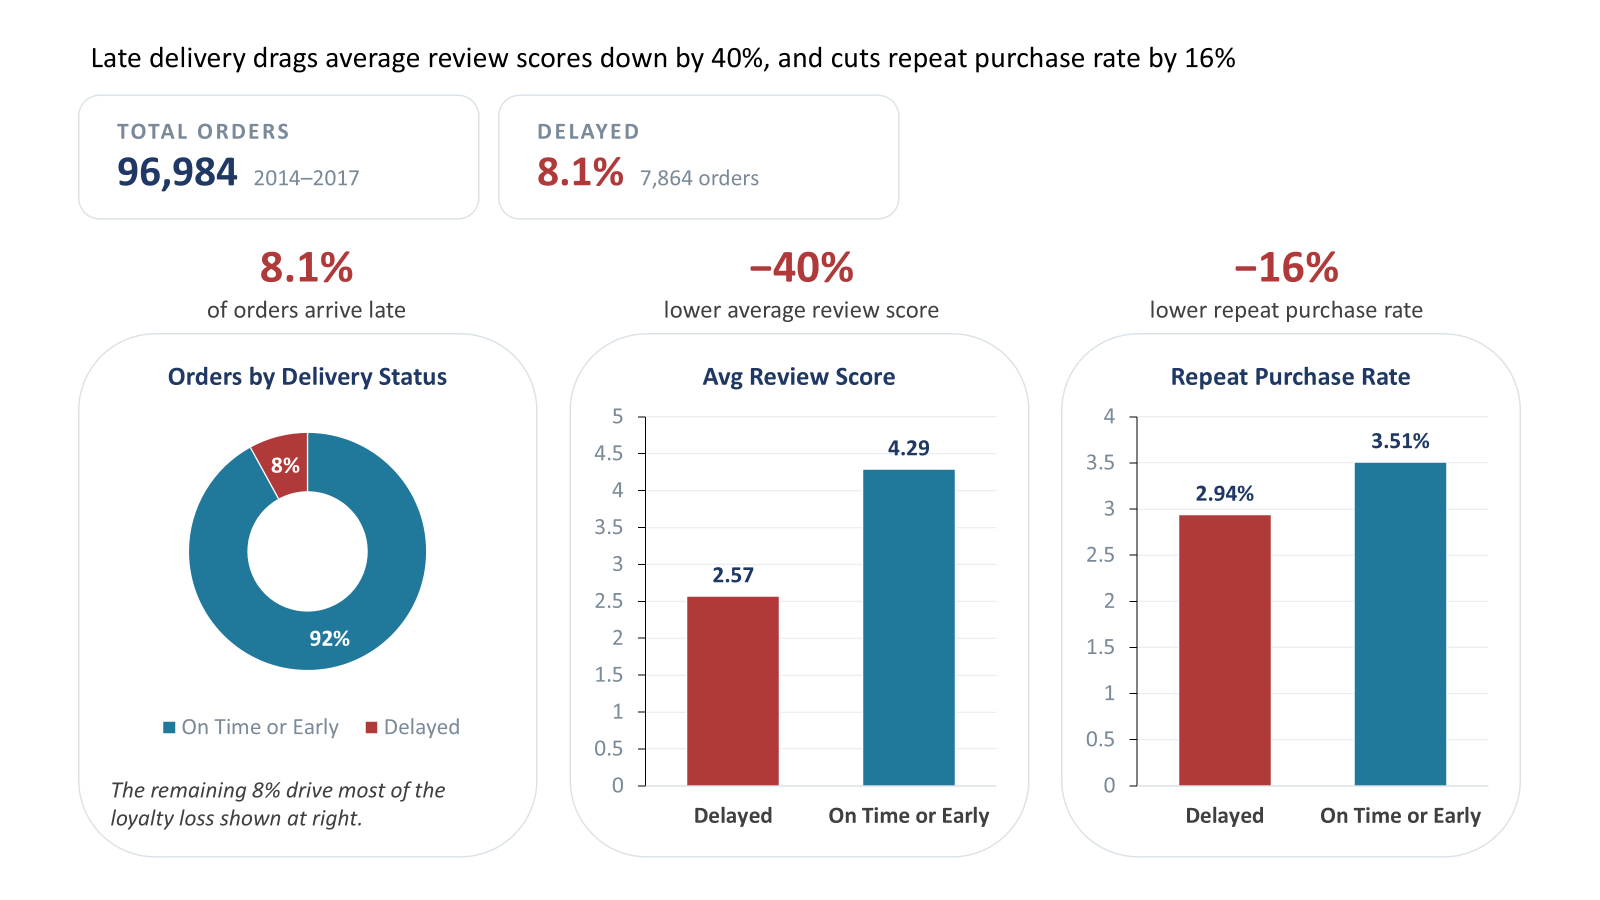 Late delivery drags average review scores down by 40%, and cuts repeat purchase rate by 16%
TOTAL ORDERS
96,984 2014–2017
DELAYED
8.1% 7,864 orders
8.1%
of orders arrive late
−40%
lower average review score
−16%
lower repeat purchase rate
Orders by Delivery Status
8%
92%
On Time or Early
Delayed
The remaining 8% drive most of the
loyalty loss shown at right.
Avg Review Score
5
4.5
4
3.5
3
2.5
2
1.5
1
0.5
0
2.57
4.29
Delayed
On Time or Early
Repeat Purchase Rate
4
3.5
3
2.5
2
1.5
1
0.5
0
2.94%
3.51%
Delayed
On Time or Early